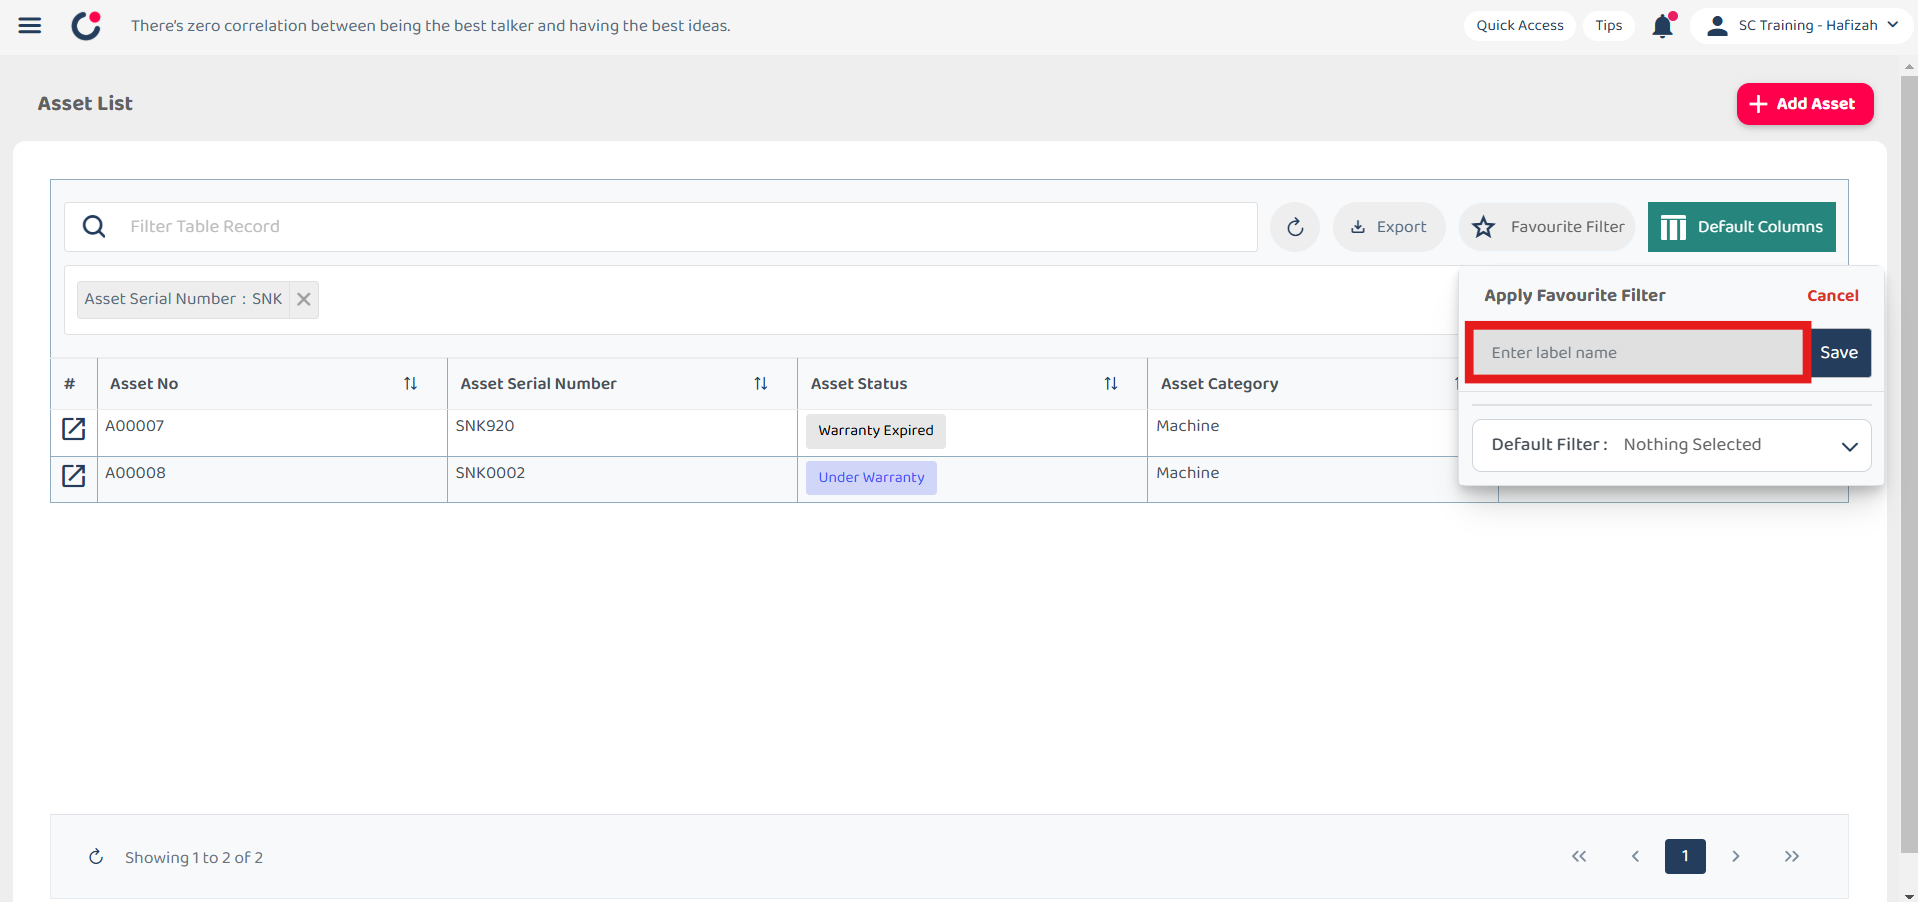 There's zero correlation between being the best talker and having the best ideas.
Quick Access
Tips
SC Training - Hafizah
Asset List
Add Asset
Filter Table Record
Export
Favourite Filter
Default Columns
Asset Serial Number : SNK
Apply Favourite Filter
Cancel
Enter label name
Save
Default Filter : Nothing Selected
# Asset No Asset Serial Number Asset Status Asset Category
A00007 SNK920 Warranty Expired Machine
A00008 SNK0002 Under Warranty Machine
Showing 1 to 2 of 2
1